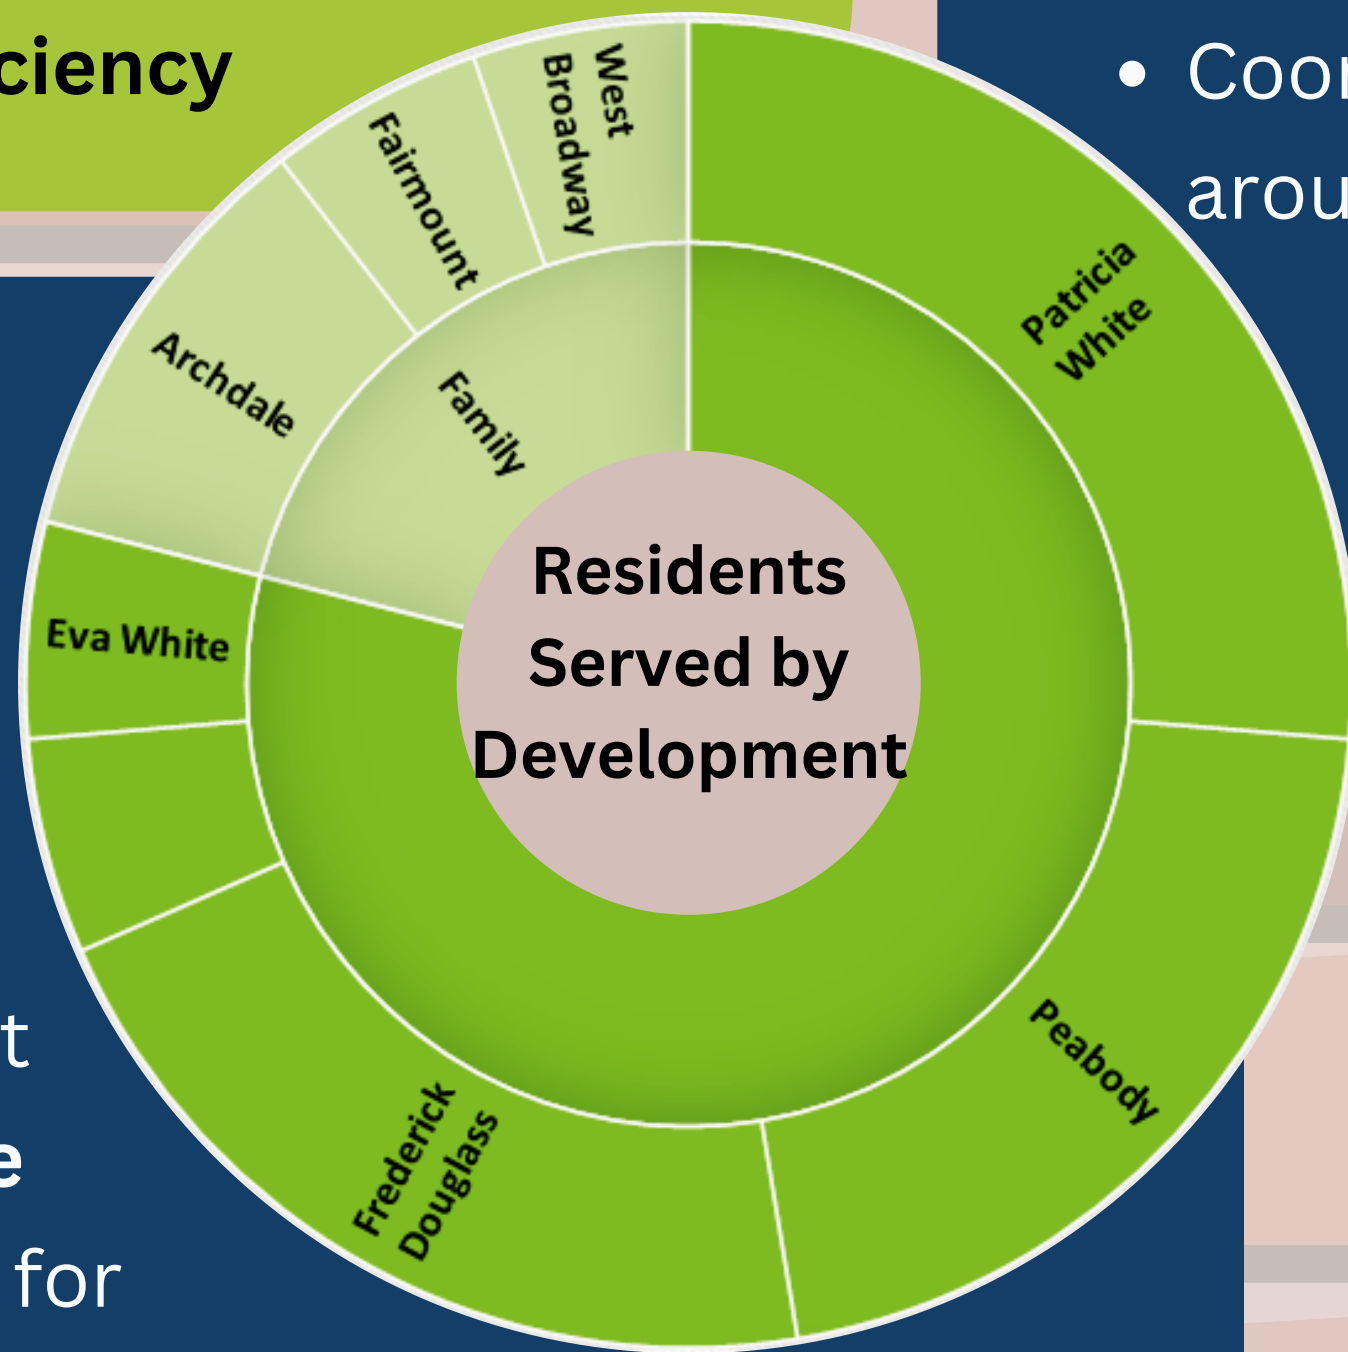 ciency
Coor
arou
West
Broadway
Fairmount
Archdale
Family
Patricia
White
Eva White
Residents
Served by
Development
Peabody
Frederick
Douglass
t
e
for